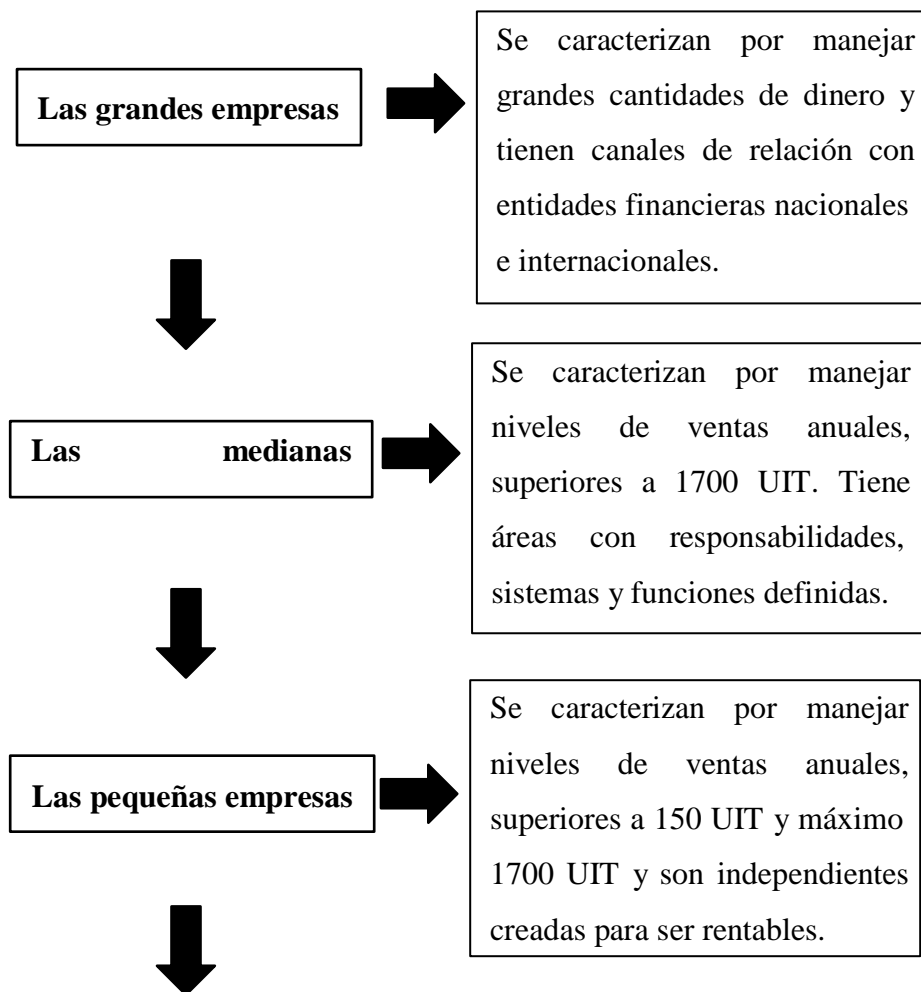 Las grandes empresas
Se caracterizan por manejar
grandes cantidades de dinero y
tienen canales de relación con
entidades financieras nacionales
e internacionales.
Las medianas
Se caracterizan por manejar
niveles de ventas anuales,
superiores a 1700 UIT. Tiene
áreas con responsabilidades,
sistemas y funciones definidas.
Las pequeñas empresas
Se caracterizan por manejar
niveles de ventas anuales,
superiores a 150 UIT y máximo
1700 UIT y son independientes
creadas para ser rentables.